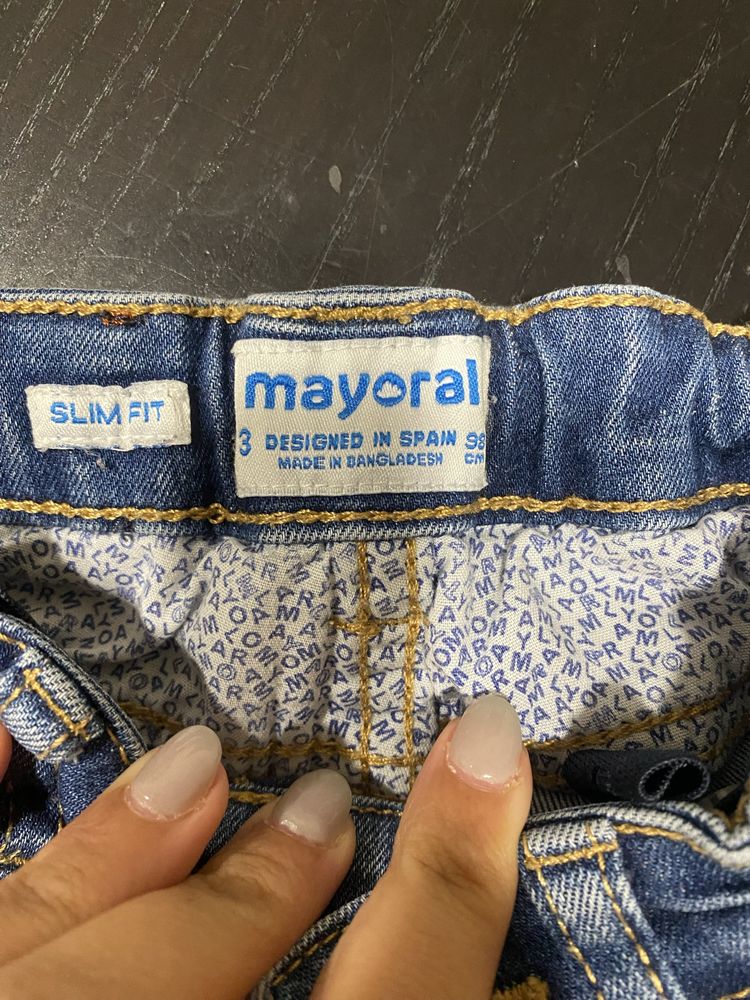 SLIM FIT
mayoral
3 DESIGNED IN SPAIN 98
MADE IN BANGLADESH CM